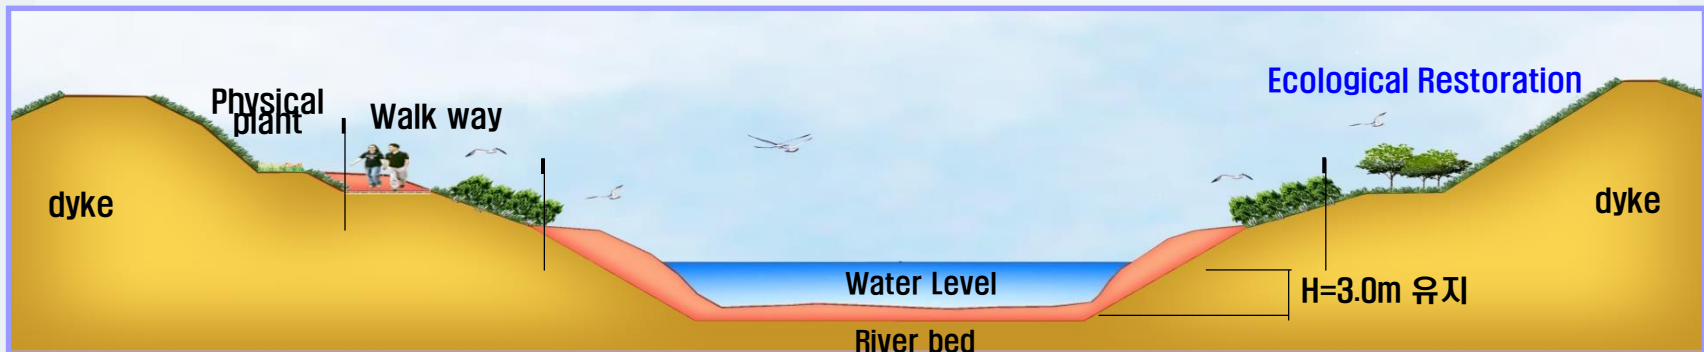 Ecological Restoration
Physical
plant
Walk way
dyke
dyke
Water Level
H=3.0m 유지
River bed